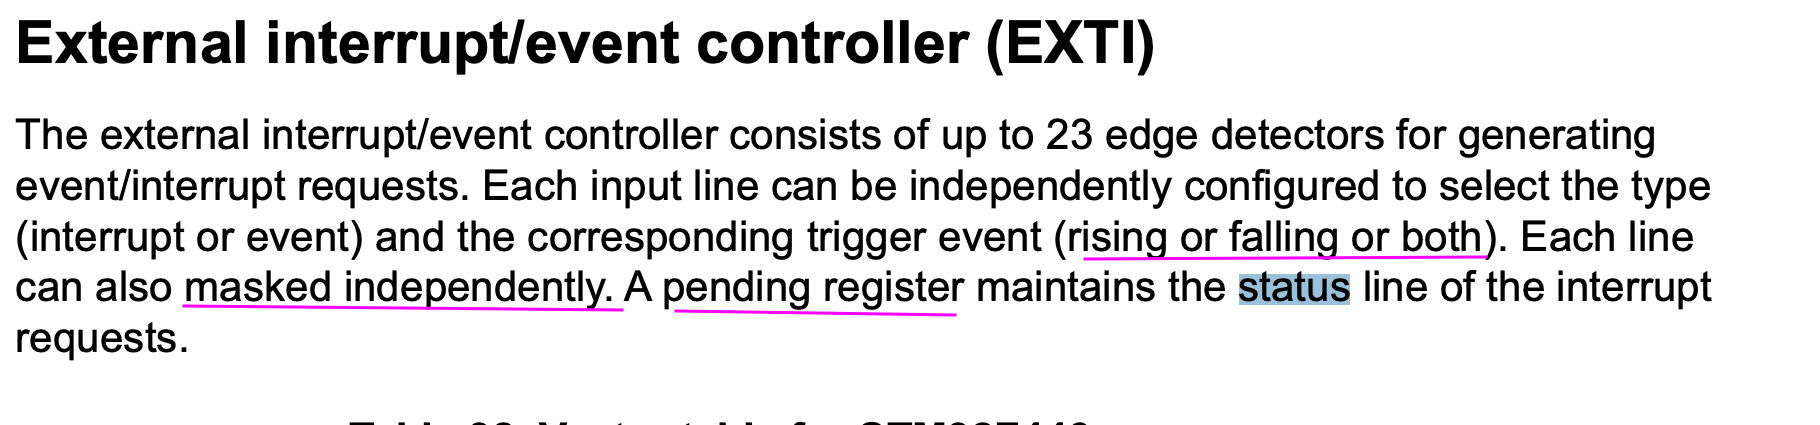 External interrupt/event controller (EXTI)
The external interrupt/event controller consists of up to 23 edge detectors for generating
event/interrupt requests. Each input line can be independently configured to select the type
(interrupt or event) and the corresponding trigger event (rising or falling or both). Each line
can also masked independently. A pending register maintains the status line of the interrupt
requests.